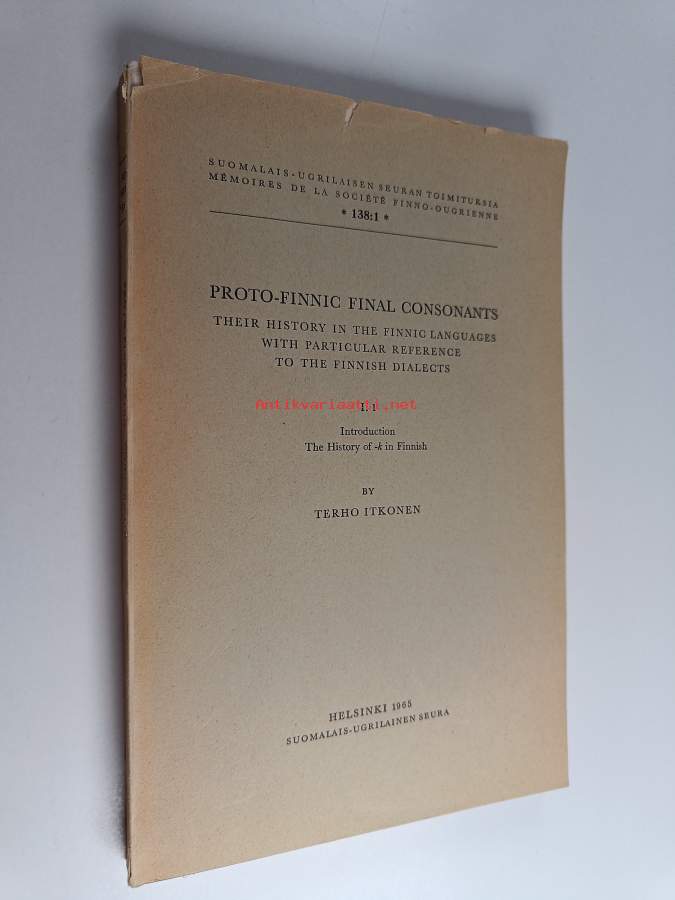 SUOMALAIS-UGRILAISEN SEURAN TOIMITUKSIA
MÉMOIRES DE LA SOCIÉTÉ FINNO-OUGRIENNE
* 138:1 *
PROTO-FINNIC FINAL CONSONANTS
THEIR HISTORY IN THE FINNIC LANGUAGES
WITH PARTICULAR REFERENCE
TO THE FINNISH DIALECTS
I. 1
Antikvariaatti.net
Introduction
The History of -k in Finnish
BY
TERHO ITKONEN
HELSINKI 1965
SUOMALAIS-UGRILAINEN SEURA